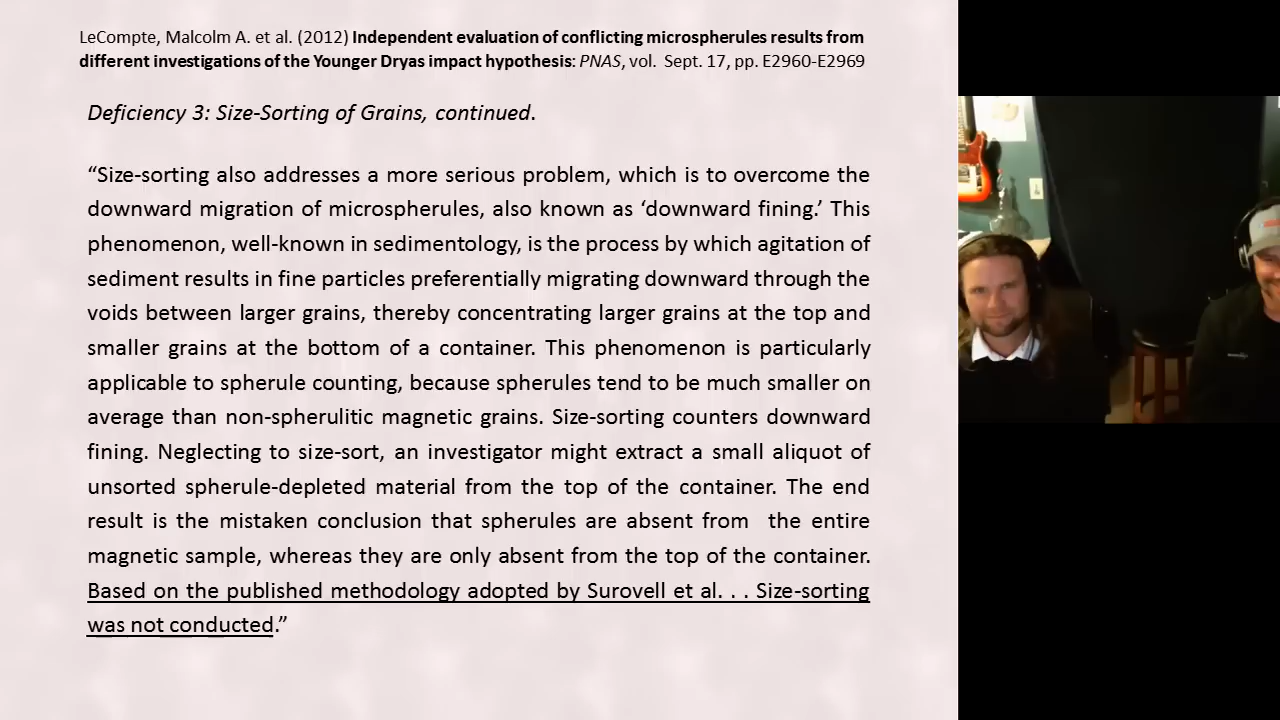 LeCompte, Malcolm A. et al. (2012) Independent evaluation of conflicting microspherules results from
different investigations of the Younger Dryas impact hypothesis: PNAS, vol.  Sept. 17, pp. E2960-E2969
Deficiency 3: Size-Sorting of Grains, continued.
“Size-sorting also addresses a more serious problem, which is to overcome the
downward migration of microspherules, also known as ‘downward fining.’ This
phenomenon, well-known in sedimentology, is the process by which agitation of
sediment results in fine particles preferentially migrating downward through the
voids between larger grains, thereby concentrating larger grains at the top and
smaller grains at the bottom of a container. This phenomenon is particularly
applicable to spherule counting, because spherules tend to be much smaller on
average than non-spherulitic magnetic grains. Size-sorting counters downward
fining. Neglecting to size-sort, an investigator might extract a small aliquot of
unsorted spherule-depleted material from the top of the container. The end
result is the mistaken conclusion that spherules are absent from  the entire
magnetic sample, whereas they are only absent from the top of the container.
Based on the published methodology adopted by Surovell et al. . . Size-sorting
was not conducted.”